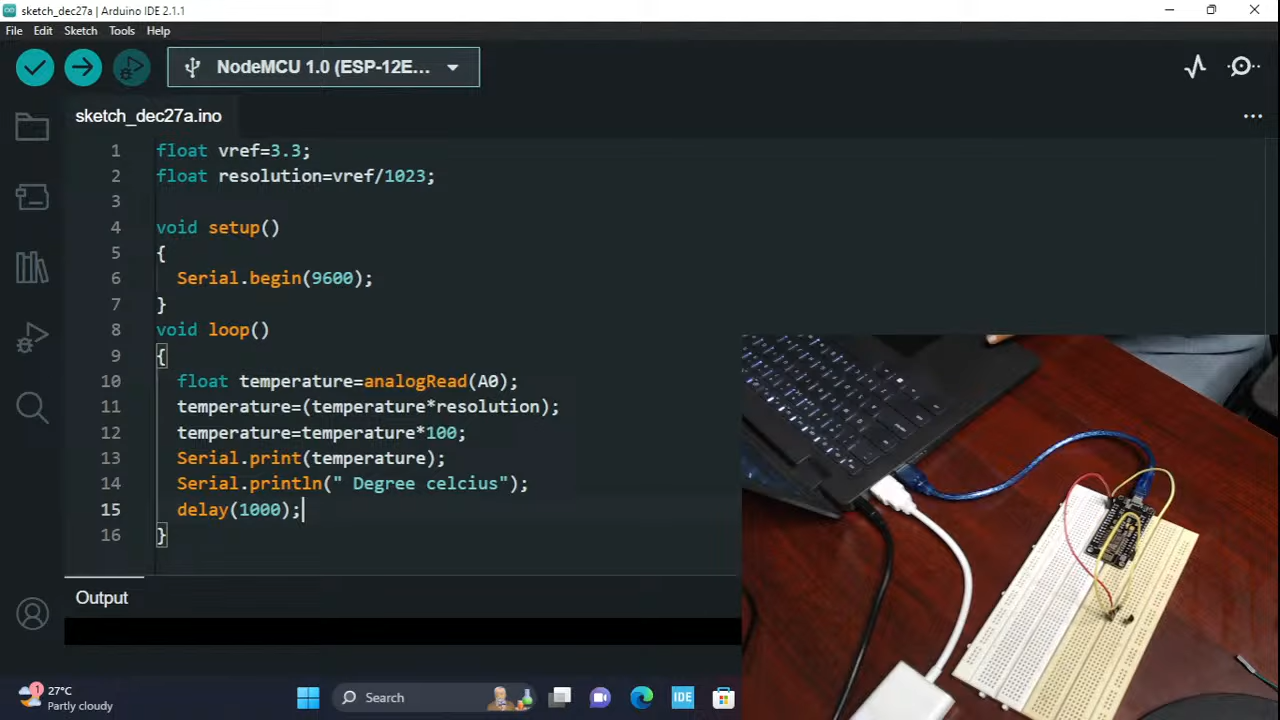 sketch_dec27a | Arduino IDE 2.1.1
File Edit Sketch Tools Help
NodeMCU 1.0 (ESP-12E...
sketch_dec27a.ino
1 float vref=3.3;
2 float resolution=vref/1023;
3
4 void setup()
5 {
6 Serial.begin(9600);
7 }
8 void loop()
9 {
10 float temperature=analogRead(A0);
11 temperature=(temperature*resolution);
12 temperature=temperature*100;
13 Serial.print(temperature);
14 Serial.println(" Degree celcius");
15 delay(1000);
16 }
Output
1
27°C
Partly cloudy
Search
IDE